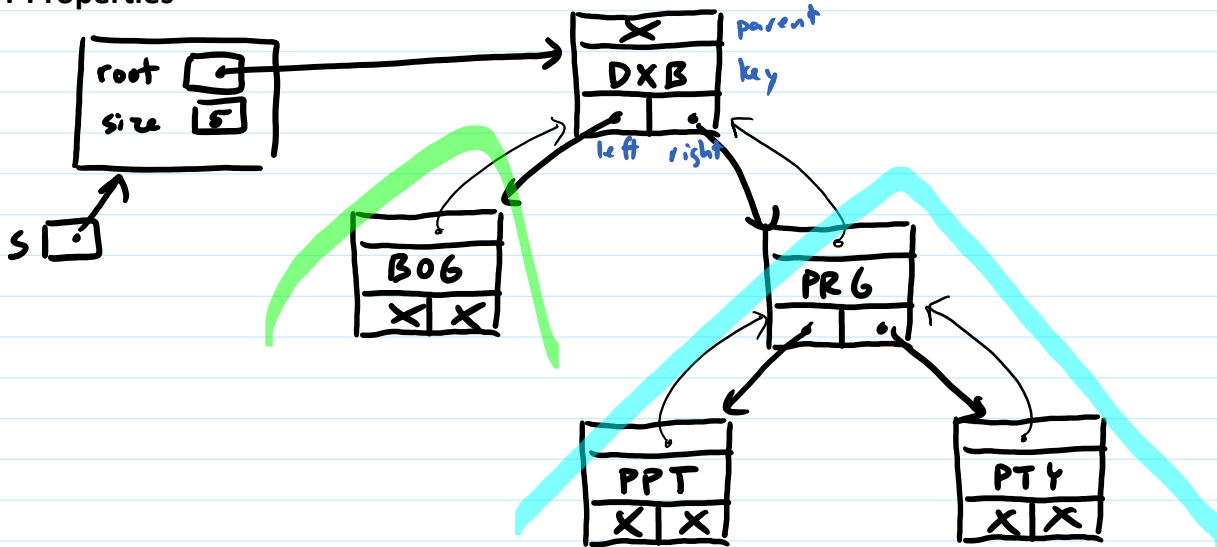 Properties
parent
root
DXB
key
size 5
left right
S
BOG
PRG
PPT
PTY